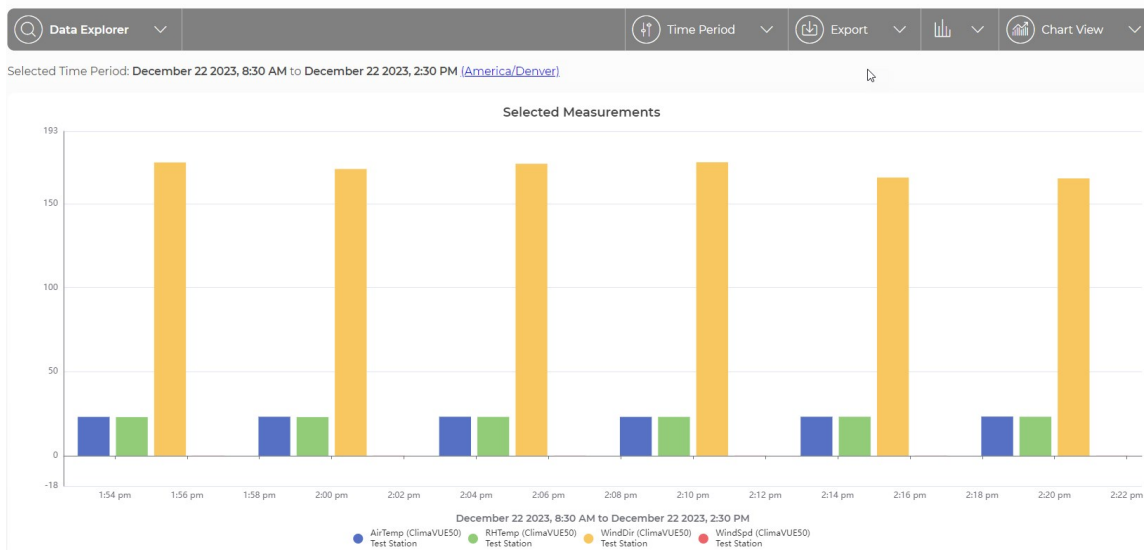 Data Explorer Time Period Export Chart View
Selected Time Period: December 22 2023, 8:30 AM to December 22 2023, 2:30 PM (America/Denver)
Selected Measurements
193
150
100
50
0
-18
1:54 pm 1:56 pm 1:58 pm 2:00 pm 2:02 pm 2:04 pm 2:06 pm 2:08 pm 2:10 pm 2:12 pm 2:14 pm 2:16 pm 2:18 pm 2:20 pm 2:22 pm
December 22 2023, 8:30 AM to December 22 2023, 2:30 PM
AirTemp (ClimaVUE50) RHTemp (ClimaVUE50) WindDir (ClimaVUE50) WindSpd (ClimaVUE50)
Test Station Test Station Test Station Test Station